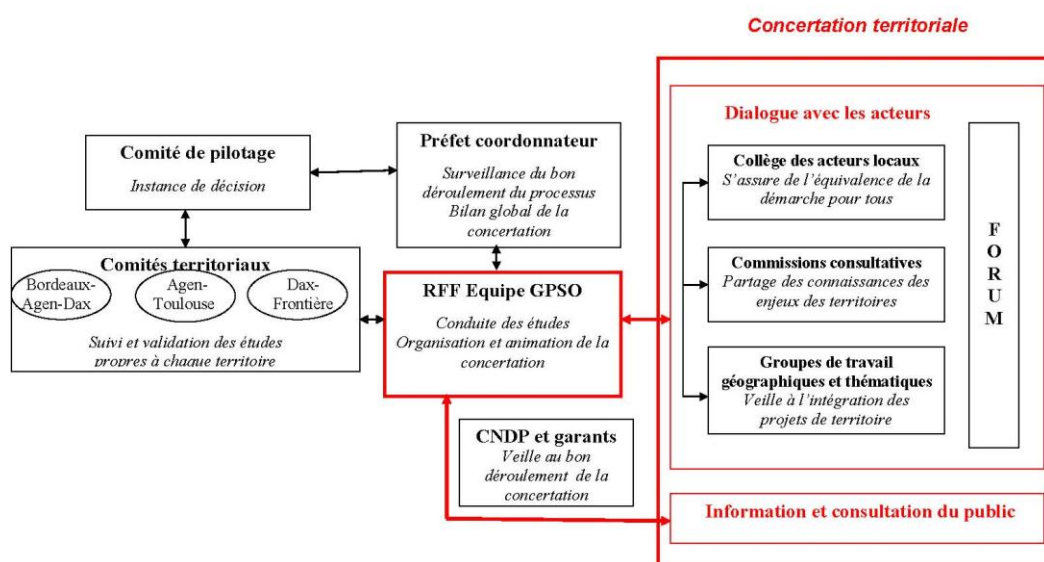 Concertation territoriale
Comité de pilotage
Instance de décision
Préfet coordonnateur
Surveillance du bon
déroulement du processus
Bilan global de la
concertation
Comités territoriaux
Bordeaux-
Agen-Dax
Agen-
Toulouse
Dax-
Frontière
Suivi et validation des études
propres à chaque territoire
RFF Equipe GPSO
Conduite des études
Organisation et animation de la
concertation
CNDP et garants
Veille au bon
déroulement de la
concertation
Dialogue avec les acteurs
Collège des acteurs locaux
S'assure de l'équivalence de la
démarche pour tous
Commissions consultatives
Partage des connaissances des
enjeux des territoires
Groupes de travail
géographiques et thématiques
Veille à l'intégration des
projets de territoire
F
O
R
U
M
Information et consultation du public